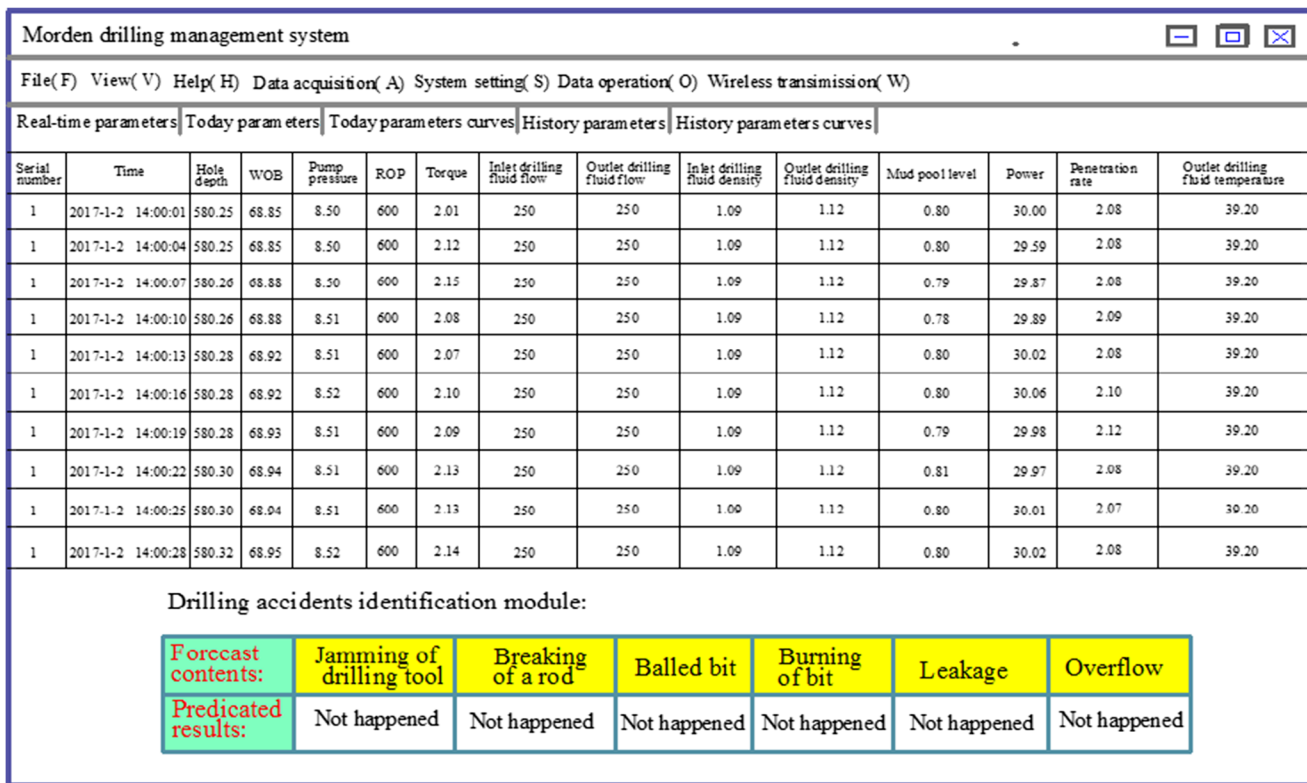 Morden drilling management system
File( F) View( V) Help( H) Data acquisition( A) System setting( S) Data operation( O) Wireless transimission( W)
Real-time parameters Today parameters Today parameters curves History parameters History parameters curves
Serial number Time Hole depth WOB Pump pressure ROP Torque Inlet drilling fluid flow Outlet drilling fluid flow Inlet drilling fluid density Outlet drilling fluid density Mud pool level Power Penetration rate Outlet drilling fluid temperature
1 2017-1-2 14:00:01 580.25 68.85 8.50 600 2.01 250 250 1.09 1.12 0.80 30.00 2.08 39.20
1 2017-1-2 14:00:04 580.25 68.85 8.50 600 2.12 250 250 1.09 1.12 0.80 29.59 2.08 39.20
1 2017-1-2 14:00:07 580.26 68.88 8.50 600 2.15 250 250 1.09 1.12 0.79 29.87 2.08 39.20
1 2017-1-2 14:00:10 580.26 68.88 8.51 600 2.08 250 250 1.09 1.12 0.78 29.89 2.09 39.20
1 2017-1-2 14:00:13 580.28 68.92 8.51 600 2.07 250 250 1.09 1.12 0.80 30.02 2.08 39.20
1 2017-1-2 14:00:16 580.28 68.92 8.52 600 2.10 250 250 1.09 1.12 0.80 30.06 2.10 39.20
1 2017-1-2 14:00:19 580.28 68.93 8.51 600 2.09 250 250 1.09 1.12 0.79 29.98 2.12 39.20
1 2017-1-2 14:00:22 580.30 68.94 8.51 600 2.13 250 250 1.09 1.12 0.81 29.97 2.08 39.20
1 2017-1-2 14:00:25 580.30 68.94 8.51 600 2.13 250 250 1.09 1.12 0.80 30.01 2.07 39.20
1 2017-1-2 14:00:28 580.32 68.95 8.52 600 2.14 250 250 1.09 1.12 0.80 30.02 2.08 39.20
Drilling accidents identification module:
Forecast contents: Jamming of drilling tool Breaking of a rod Balled bit Burning of bit Leakage Overflow
Predicated results: Not happened Not happened Not happened Not happened Not happened Not happened